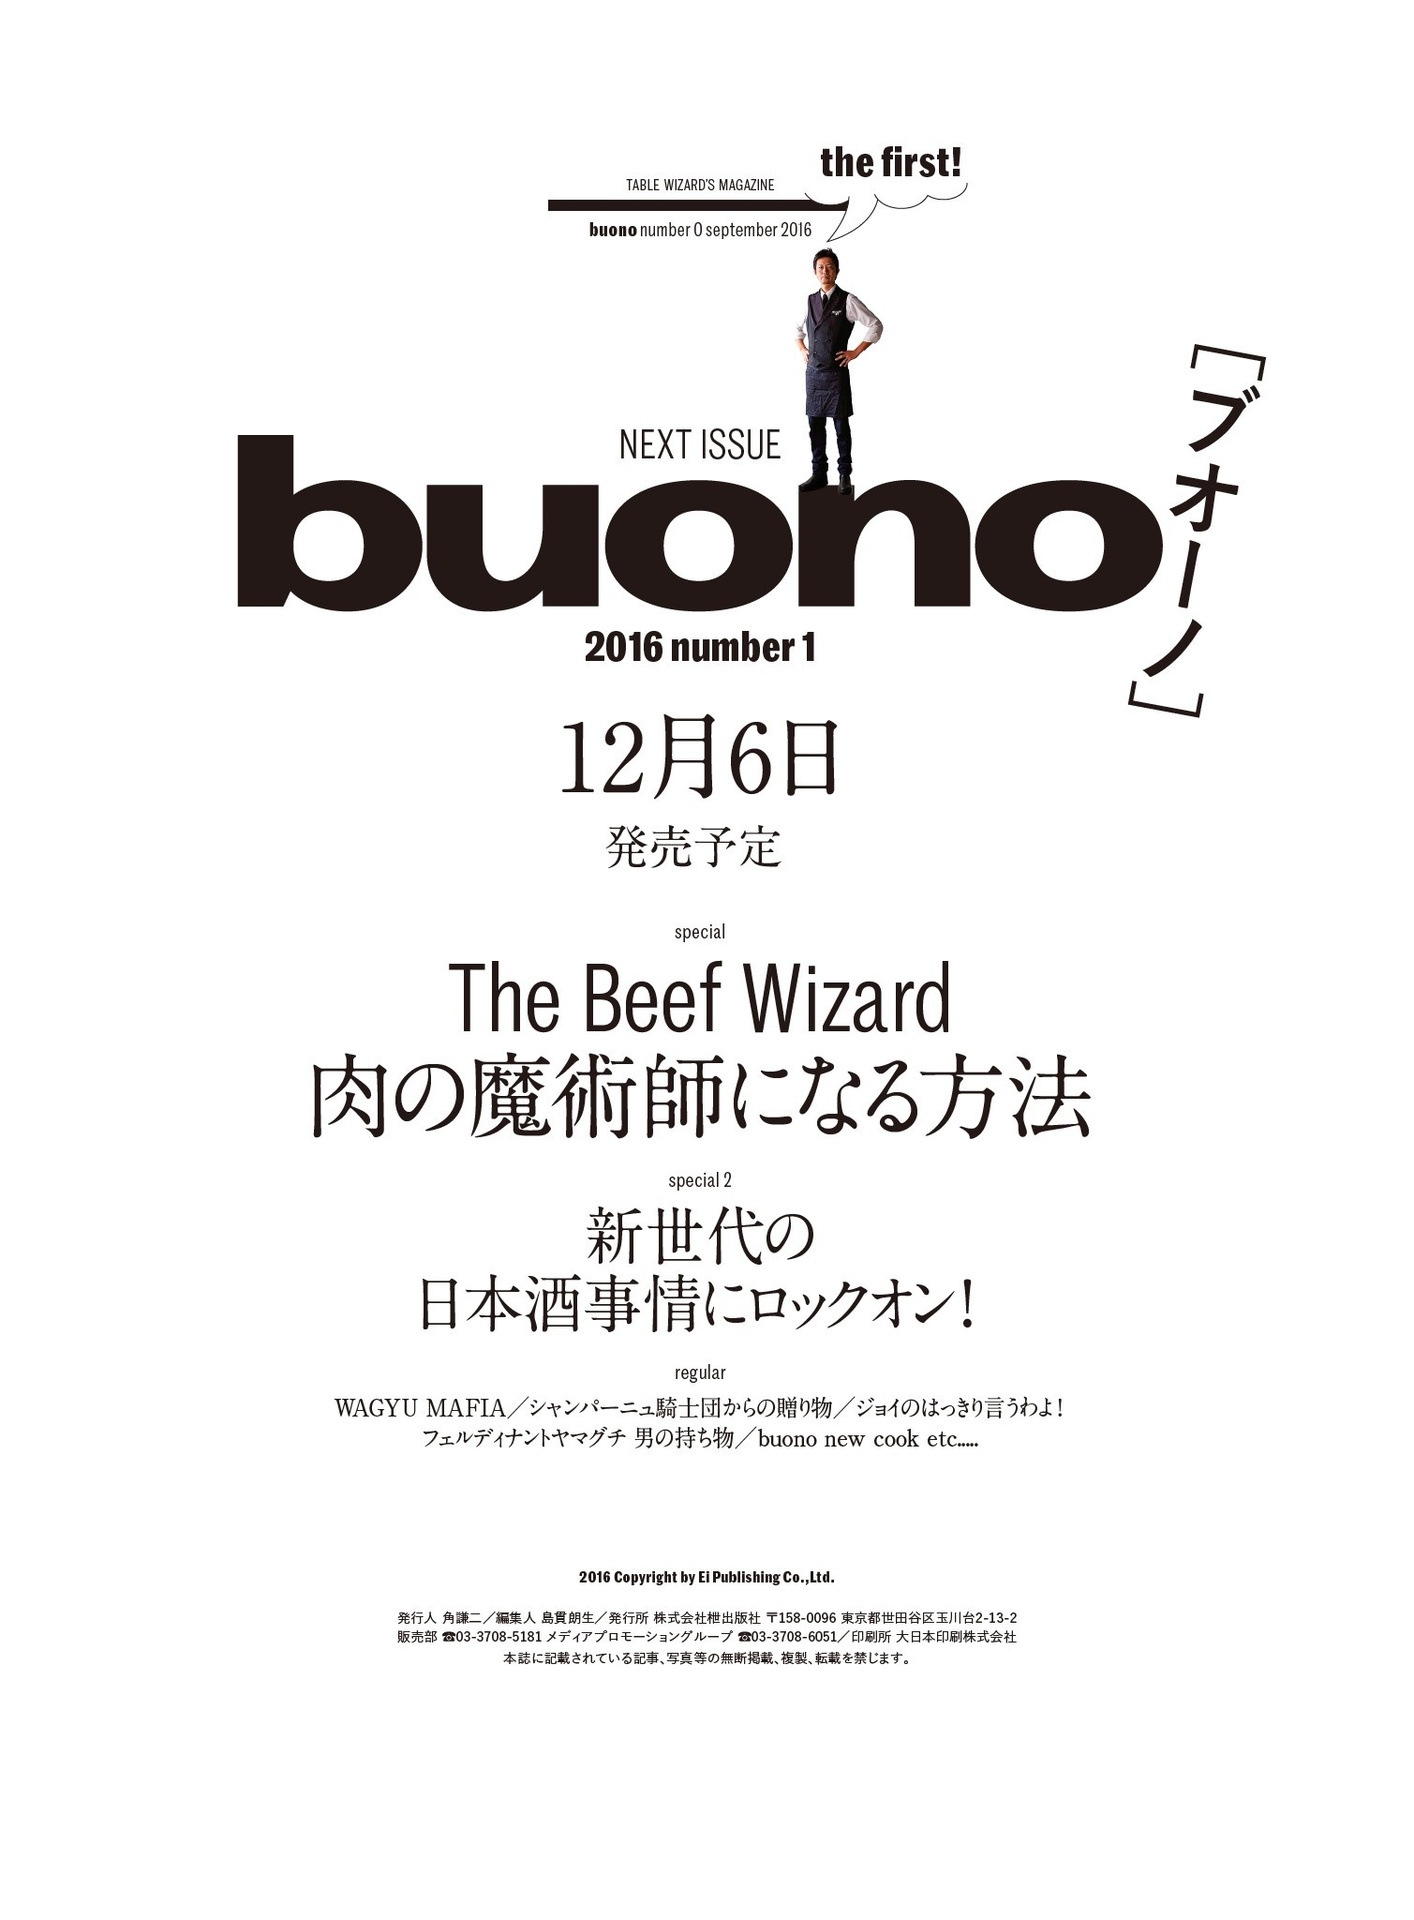 the first!
TABLE WIZARD'S MAGAZINE
buono number 0 september 2016
NEXT ISSUE
buono
[ブォーノ]
2016 number 1
12月6日
発売予定
special
The Beef Wizard
肉の魔術師になる方法
special 2
新世代の
日本酒事情にロックオン!
regular
WAGYU MAFIA／シャンパーニュ騎士団からの贈り物／ジョイのはっきり言うわよ!
フェルディナントヤマグチ 男の持ち物／buono new cook etc.....
2016 Copyright by Ei Publishing Co.,Ltd.
発行人 角謙二／編集人 島貫朗生／発行所 株式会社枻出版社 〒158-0096 東京都世田谷区玉川台2-13-2
販売部 ☎03-3708-5181 メディアプロモーショングループ ☎03-3708-6051／印刷所 大日本印刷株式会社
本誌に記載されている記事、写真等の無断掲載、複製、転載を禁じます。